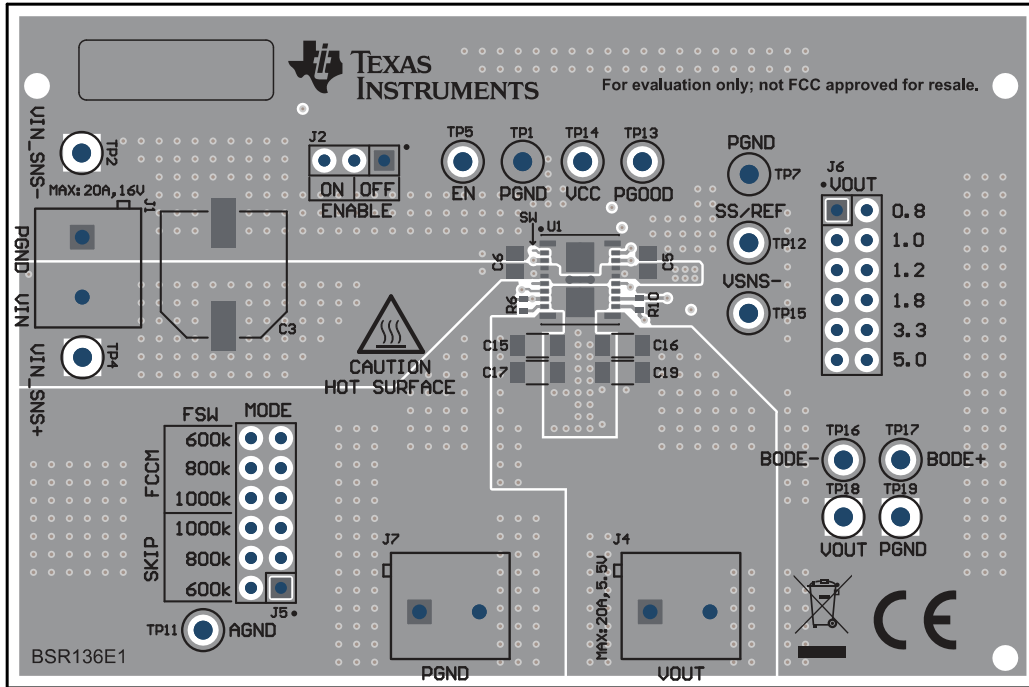 TEXAS
INSTRUMENTS
For evaluation only; not FCC approved for resale.
VIN_SNS-
TP2
MAX:20A,16V
J1
PGND
VIN
TP4
VIN_SNS+
C3
J2
ON OFF
ENABLE
TP5
EN
TP1
PGND
TP14
VCC
TP13
PGOOD
PGND
TP7
SS/REF
TP12
VSNS-
TP15
J6
VOUT
0.8
1.0
1.2
1.8
3.3
5.0
SW
U1
C6
C5
R6
R10
C15
C16
C17
C19
CAUTION
HOT SURFACE
FSW MODE
FCCM
600k
800k
1000k
SKIP
1000k
800k
600k
J5
TP11
AGND
BSR136E1
J7
PGND
J4
MAX:20A,5.5V
VOUT
TP16
BODE-
TP17
BODE+
TP18
VOUT
TP19
PGND
CE